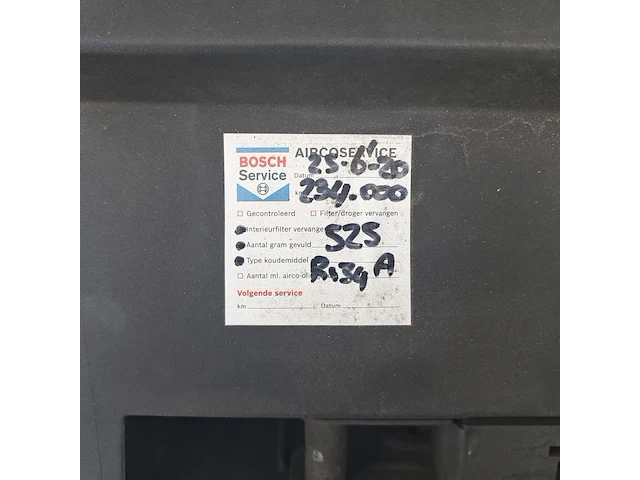 BOSCH
Service
AIRCOSERVICE
Datum 25-6-20
km 234.000
Gecontroleerd Filter/droger vervangen
Interieurfilter vervangen
Aantal gram gevuld 525
Type koudemiddel R134A
Aantal ml. airco-olie
Volgende service
km Datum